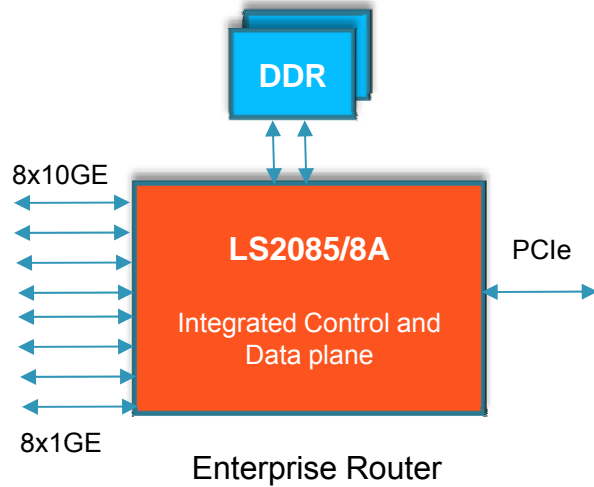 DDR
8x10GE
LS2085/8A
PCIe
Integrated Control and
Data plane
8x1GE
Enterprise Router